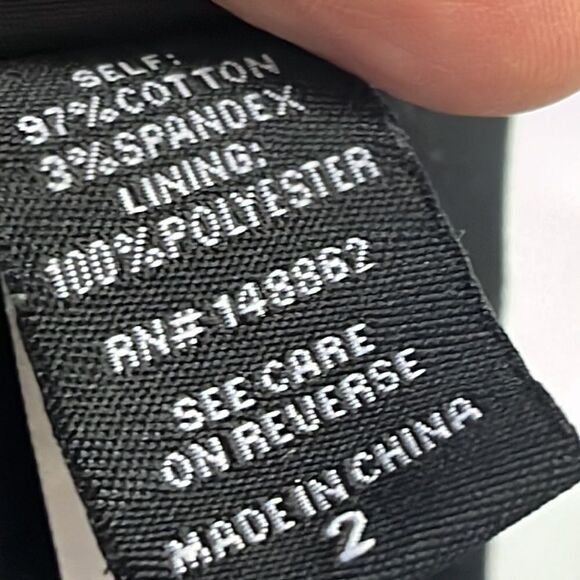 SELF:
97%COTTON
3%SPANDEX
LINING:
100%POLYESTER
RN# 148862
SEE CARE
ON REVERSE
MADE IN CHINA
2